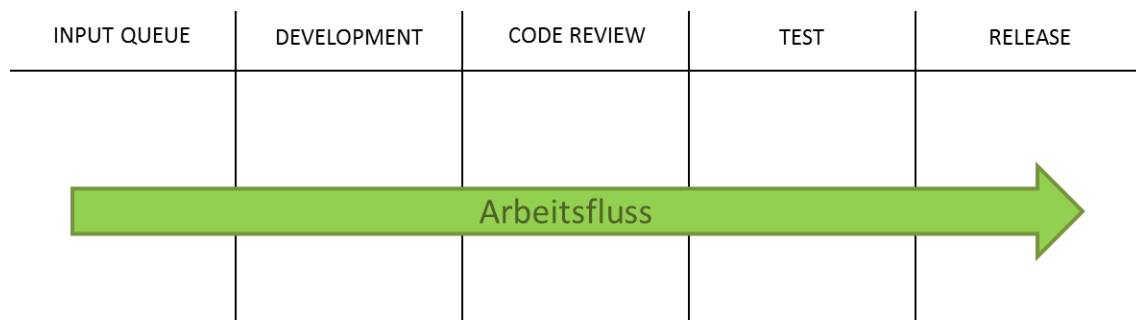 INPUT QUEUE
DEVELOPMENT
CODE REVIEW
TEST
RELEASE
Arbeitsfluss